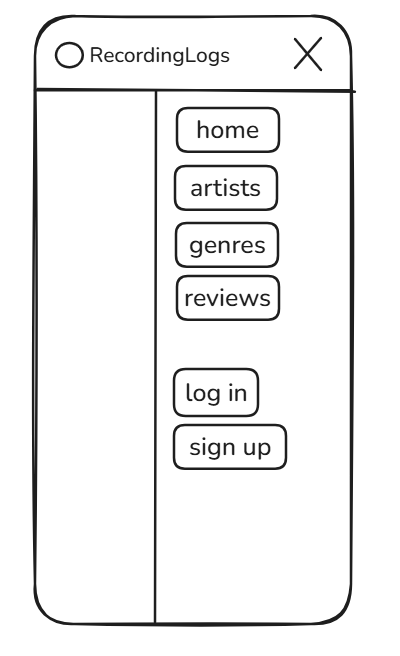 RecordingLogs
home
artists
genres
reviews
log in
sign up